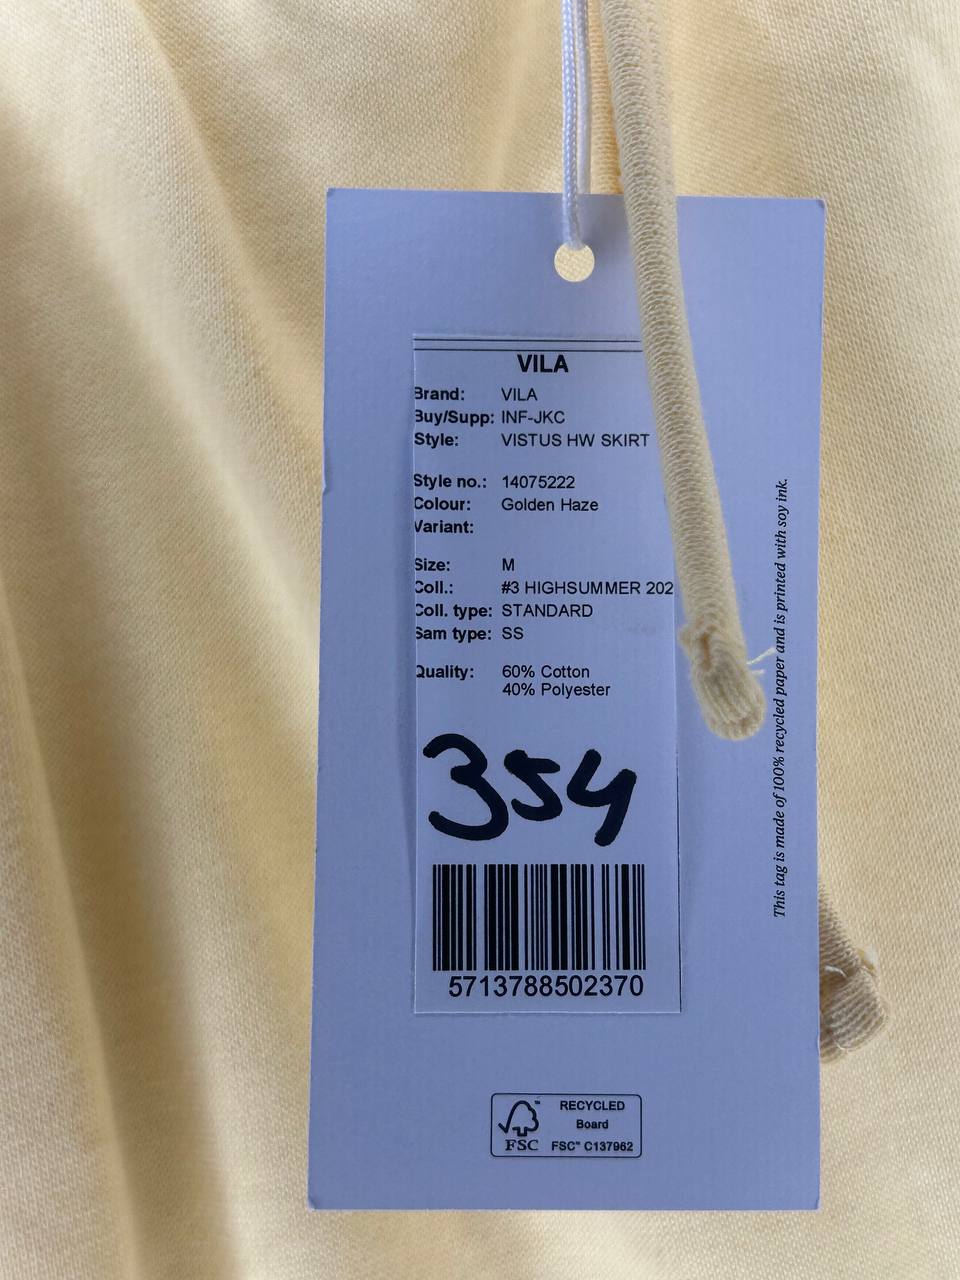 VILA
Brand: VILA
Buy/Supp: INF-JKC
Style: VISTUS HW SKIRT
Style no.: 14075222
Colour: Golden Haze
Variant:
Size: M
Coll.: #3 HIGHSUMMER 202
Coll. type: STANDARD
Sam type: SS
Quality: 60% Cotton
40% Polyester
354
5713788502370
This tag is made of 100% recycled paper and is printed with soy ink.
FSC™
RECYCLED
Board
FSC® C137962